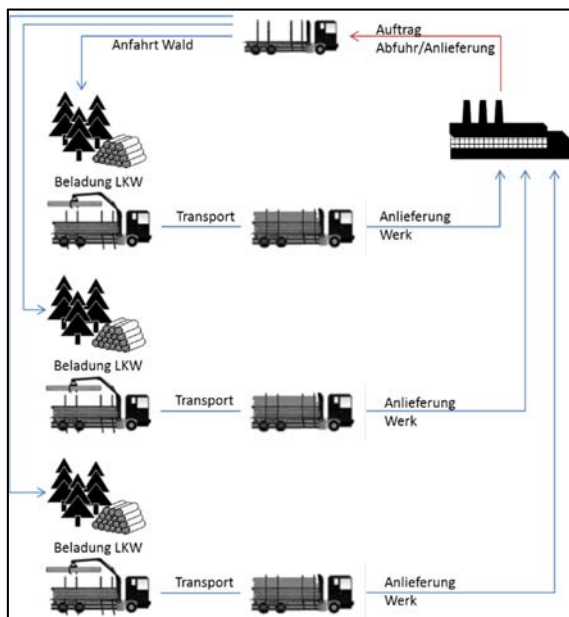 Auftrag
Abfuhr/Anlieferung
Anfahrt Wald
Beladung LKW
Transport
Anlieferung
Werk
Beladung LKW
Transport
Anlieferung
Werk
Beladung LKW
Transport
Anlieferung
Werk